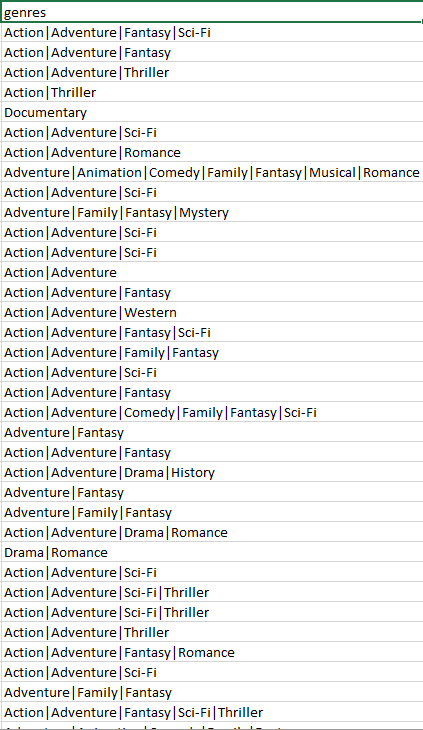 genres
Action|Adventure|Fantasy|Sci-Fi
Action|Adventure|Fantasy
Action|Adventure|Thriller
Action|Thriller
Documentary
Action|Adventure|Sci-Fi
Action|Adventure|Romance
Adventure|Animation|Comedy|Family|Fantasy|Musical|Romance
Action|Adventure|Sci-Fi
Adventure|Family|Fantasy|Mystery
Action|Adventure|Sci-Fi
Action|Adventure|Sci-Fi
Action|Adventure
Action|Adventure|Fantasy
Action|Adventure|Western
Action|Adventure|Fantasy|Sci-Fi
Action|Adventure|Family|Fantasy
Action|Adventure|Sci-Fi
Action|Adventure|Fantasy
Action|Adventure|Comedy|Family|Fantasy|Sci-Fi
Adventure|Fantasy
Action|Adventure|Fantasy
Action|Adventure|Drama|History
Adventure|Fantasy
Adventure|Family|Fantasy
Action|Adventure|Drama|Romance
Drama|Romance
Action|Adventure|Sci-Fi
Action|Adventure|Sci-Fi|Thriller
Action|Adventure|Sci-Fi|Thriller
Action|Adventure|Thriller
Action|Adventure|Fantasy|Romance
Action|Adventure|Sci-Fi
Adventure|Family|Fantasy
Action|Adventure|Fantasy|Sci-Fi|Thriller